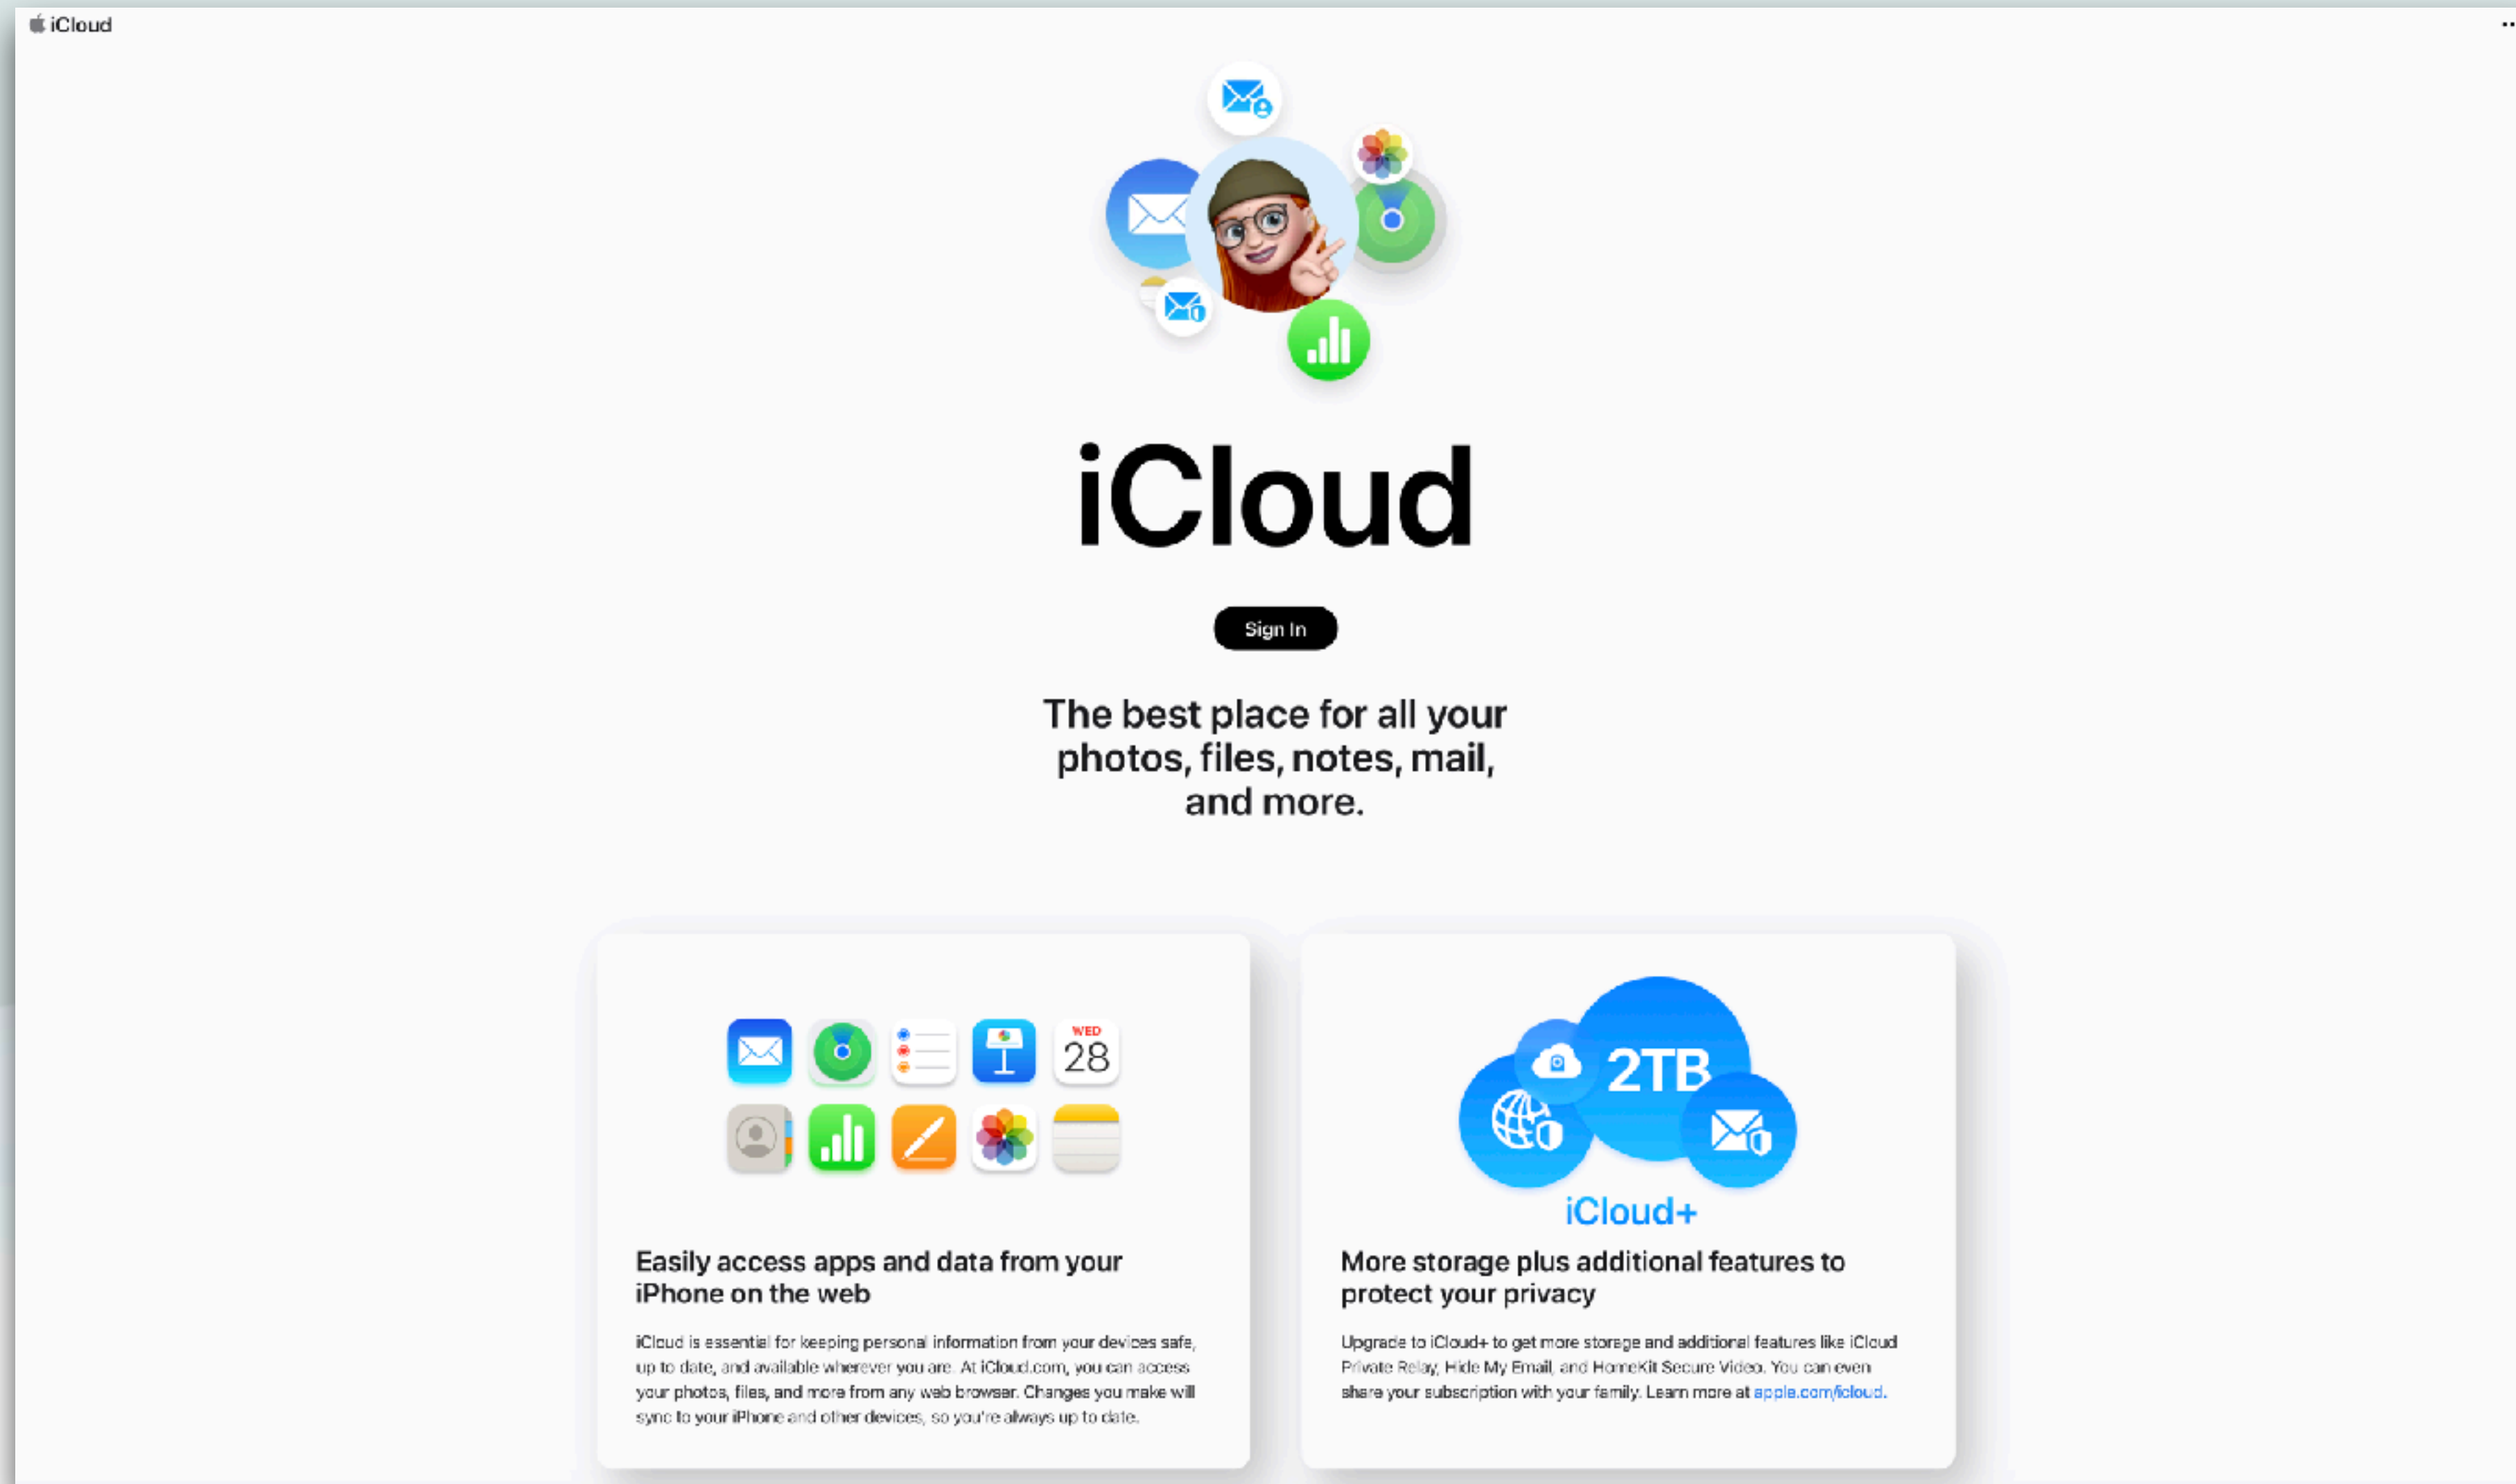 iCloud
iCloud
Sign In
The best place for all your
photos, files, notes, mail,
and more.
WED
28
Easily access apps and data from your
iPhone on the web
iCloud is essential for keeping personal information from your devices safe,
up to date, and available wherever you are. At iCloud.com, you can access
your photos, files, and more from any web browser. Changes you make will
sync to your iPhone and other devices, so you're always up to date.
2TB
iCloud+
More storage plus additional features to
protect your privacy
Upgrade to iCloud+ to get more storage and additional features like iCloud
Private Relay, Hide My Email, and HomeKit Secure Video. You can even
share your subscription with your family. Learn more at apple.com/icloud.